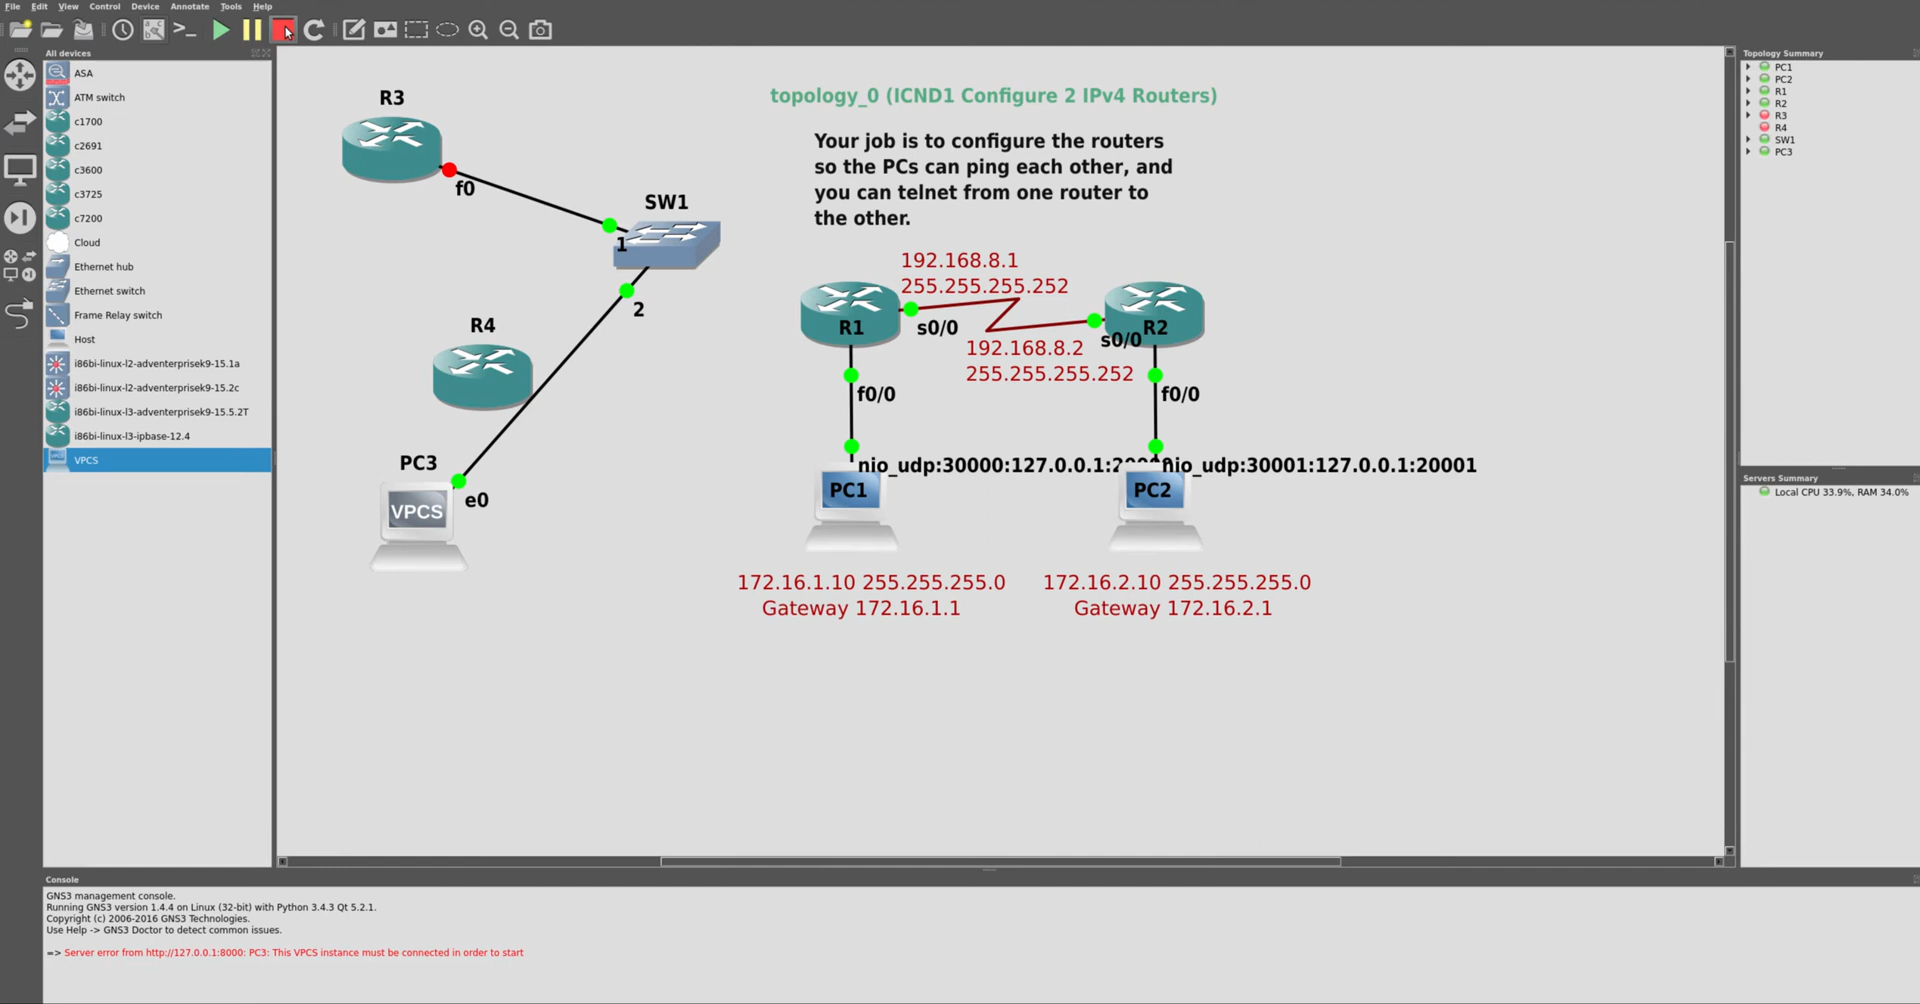 File Edit View Control Device Annotate Tools Help
All devices
ASA
ATM switch
c1700
c2691
c3600
c3725
c7200
Cloud
Ethernet hub
Ethernet switch
Frame Relay switch
Host
i86bi-linux-l2-adventerprisek9-15.1a
i86bi-linux-l2-adventerprisek9-15.2c
i86bi-linux-l3-adventerprisek9-15.5.2T
i86bi-linux-l3-ipbase-12.4
VPCS
R3
f0
SW1
1
2
R4
PC3
VPCS
e0
topology_0 (ICND1 Configure 2 IPv4 Routers)
Your job is to configure the routers
so the PCs can ping each other, and
you can telnet from one router to
the other.
192.168.8.1
255.255.255.252
R1
s0/0
R2
s0/0
192.168.8.2
255.255.255.252
f0/0
f0/0
nio_udp:30000:127.0.0.1:
nio_udp:30001:127.0.0.1:20001
PC1
PC2
172.16.1.10 255.255.255.0
Gateway 172.16.1.1
172.16.2.10 255.255.255.0
Gateway 172.16.2.1
Topology Summary
PC1
PC2
R1
R2
R3
R4
SW1
PC3
Servers Summary
Local CPU 33.9%, RAM 34.0%
Console
GNS3 management console.
Running GNS3 version 1.4.4 on Linux (32-bit) with Python 3.4.3 Qt 5.2.1.
Copyright (c) 2006-2016 GNS3 Technologies.
Use Help -> GNS3 Doctor to detect common issues.
=> Server error from http://127.0.0.1:8000: PC3: This VPCS instance must be connected in order to start